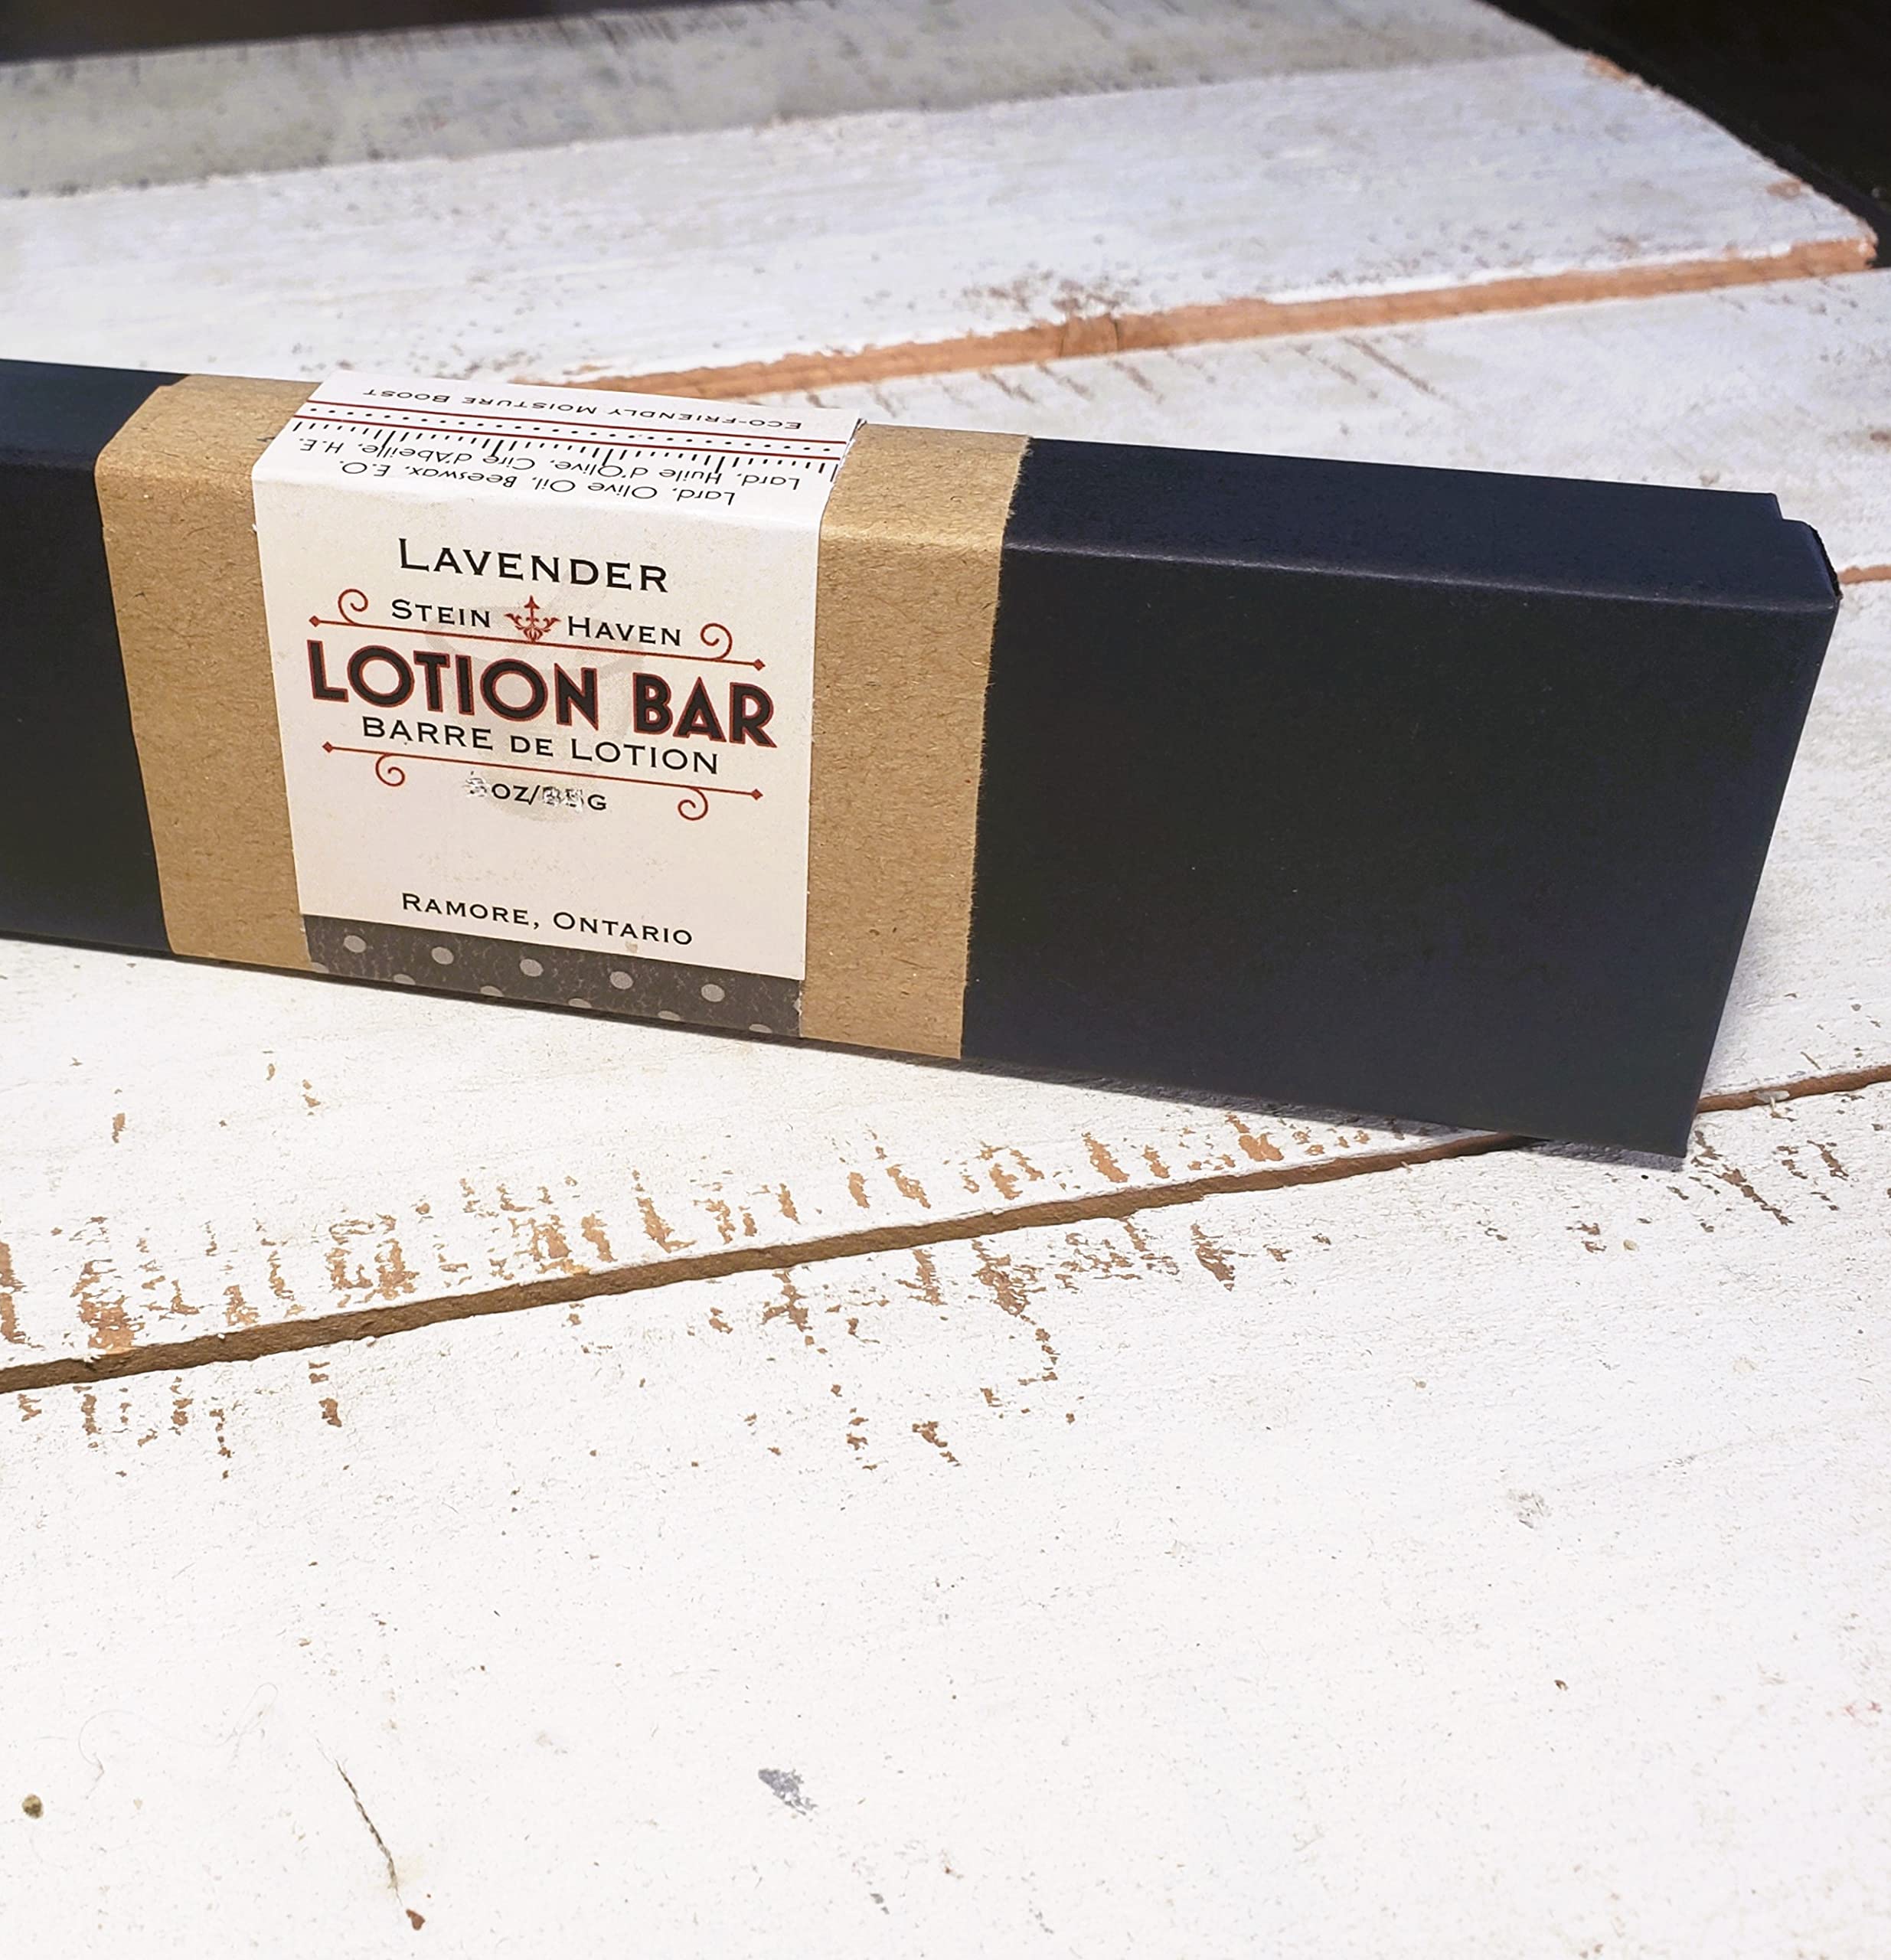 Eco-Friendly Moisture Boost
Lard, Huile d'Olive, Cire d'Abeille, H.E.
Lard, Olive Oil, Beeswax, E.O.
LAVENDER
STEIN HAVEN
LOTION BAR
BARRE DE LOTION
OZ/ G
RAMORE, ONTARIO